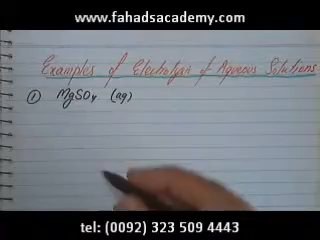 www.fahadsacademy.com
Examples of Electrolysis of Aqueous Solutions
① MgSO₄ (aq)
tel: (0092) 323 509 4443